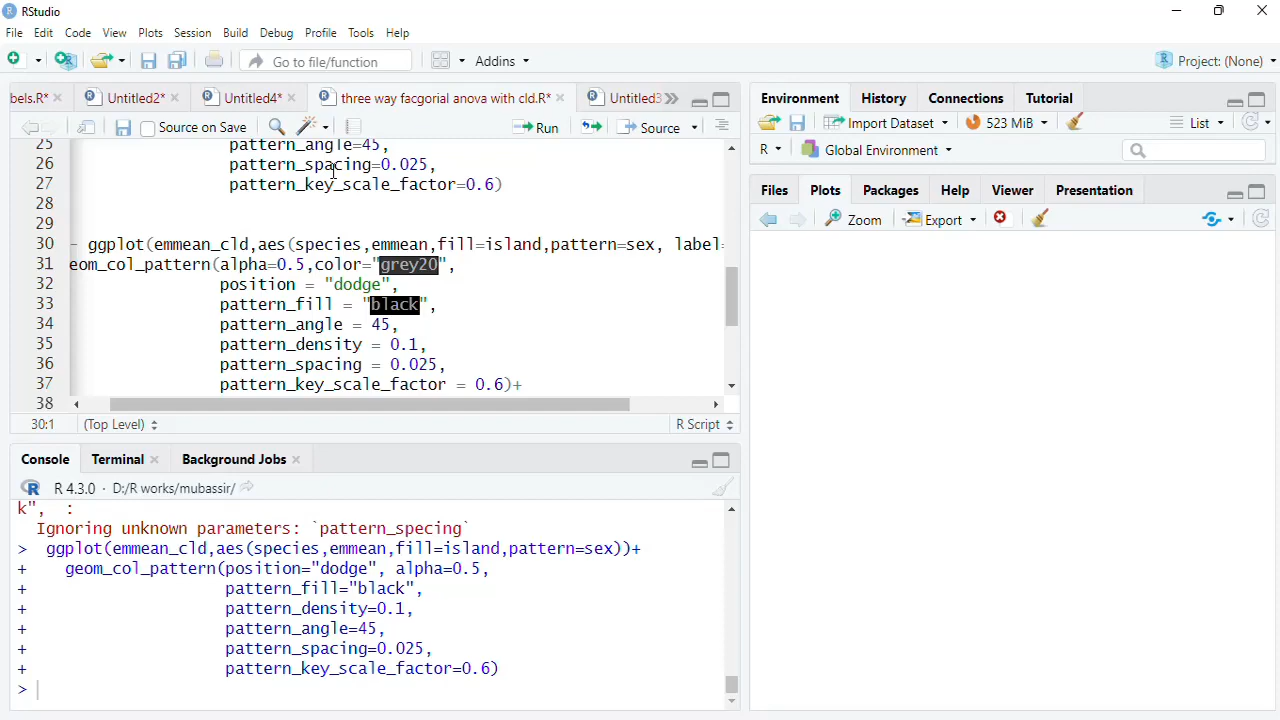 RStudio
File Edit Code View Plots Session Build Debug Profile Tools Help
Go to file/function Addins Project: (None)
bels.R* Untitled2* Untitled4* three way facgorial anova with cld.R* Untitled3
Source on Save Run Source
25 pattern_angle=45,
26 pattern_spacing=0.025,
27 pattern_key_scale_factor=0.6)
28
29
30 - ggplot(emmean_cld,aes(species,emmean,fill=island,pattern=sex, label=
31 eom_col_pattern(alpha=0.5,color="grey20",
32 position = "dodge",
33 pattern_fill = "black",
34 pattern_angle = 45,
35 pattern_density = 0.1,
36 pattern_spacing = 0.025,
37 pattern_key_scale_factor = 0.6)+
38
30:1 (Top Level) R Script
Console Terminal Background Jobs
R 4.3.0 · D:/R works/mubassir/
k", :
Ignoring unknown parameters: `pattern_specing`
> ggplot(emmean_cld,aes(species,emmean,fill=island,pattern=sex))+
+ geom_col_pattern(position="dodge", alpha=0.5,
+ pattern_fill="black",
+ pattern_density=0.1,
+ pattern_angle=45,
+ pattern_spacing=0.025,
+ pattern_key_scale_factor=0.6)
>
Environment History Connections Tutorial
Import Dataset 523 MiB List
R Global Environment
Files Plots Packages Help Viewer Presentation
Zoom Export